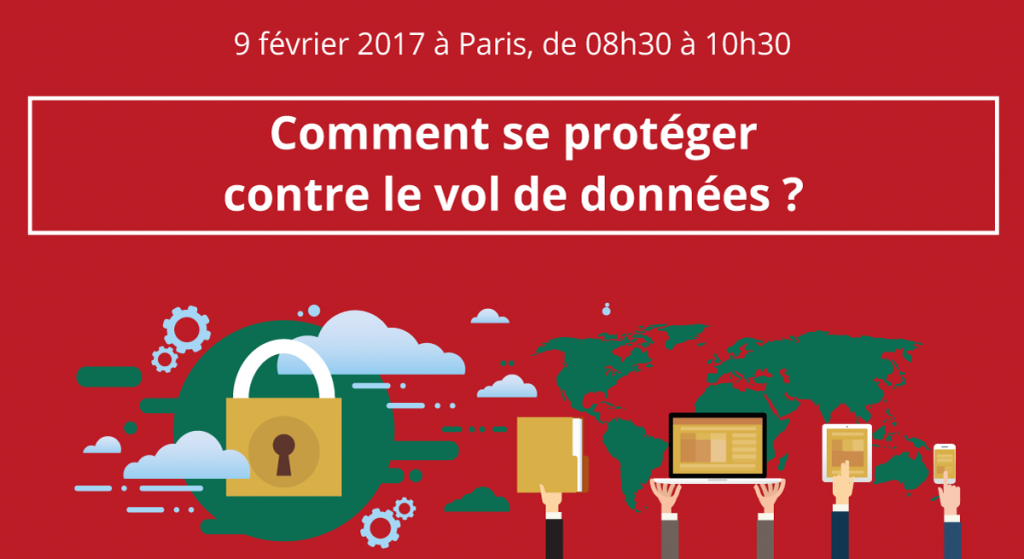 9 février 2017 à Paris, de 08h30 à 10h30
Comment se protéger
contre le vol de données ?